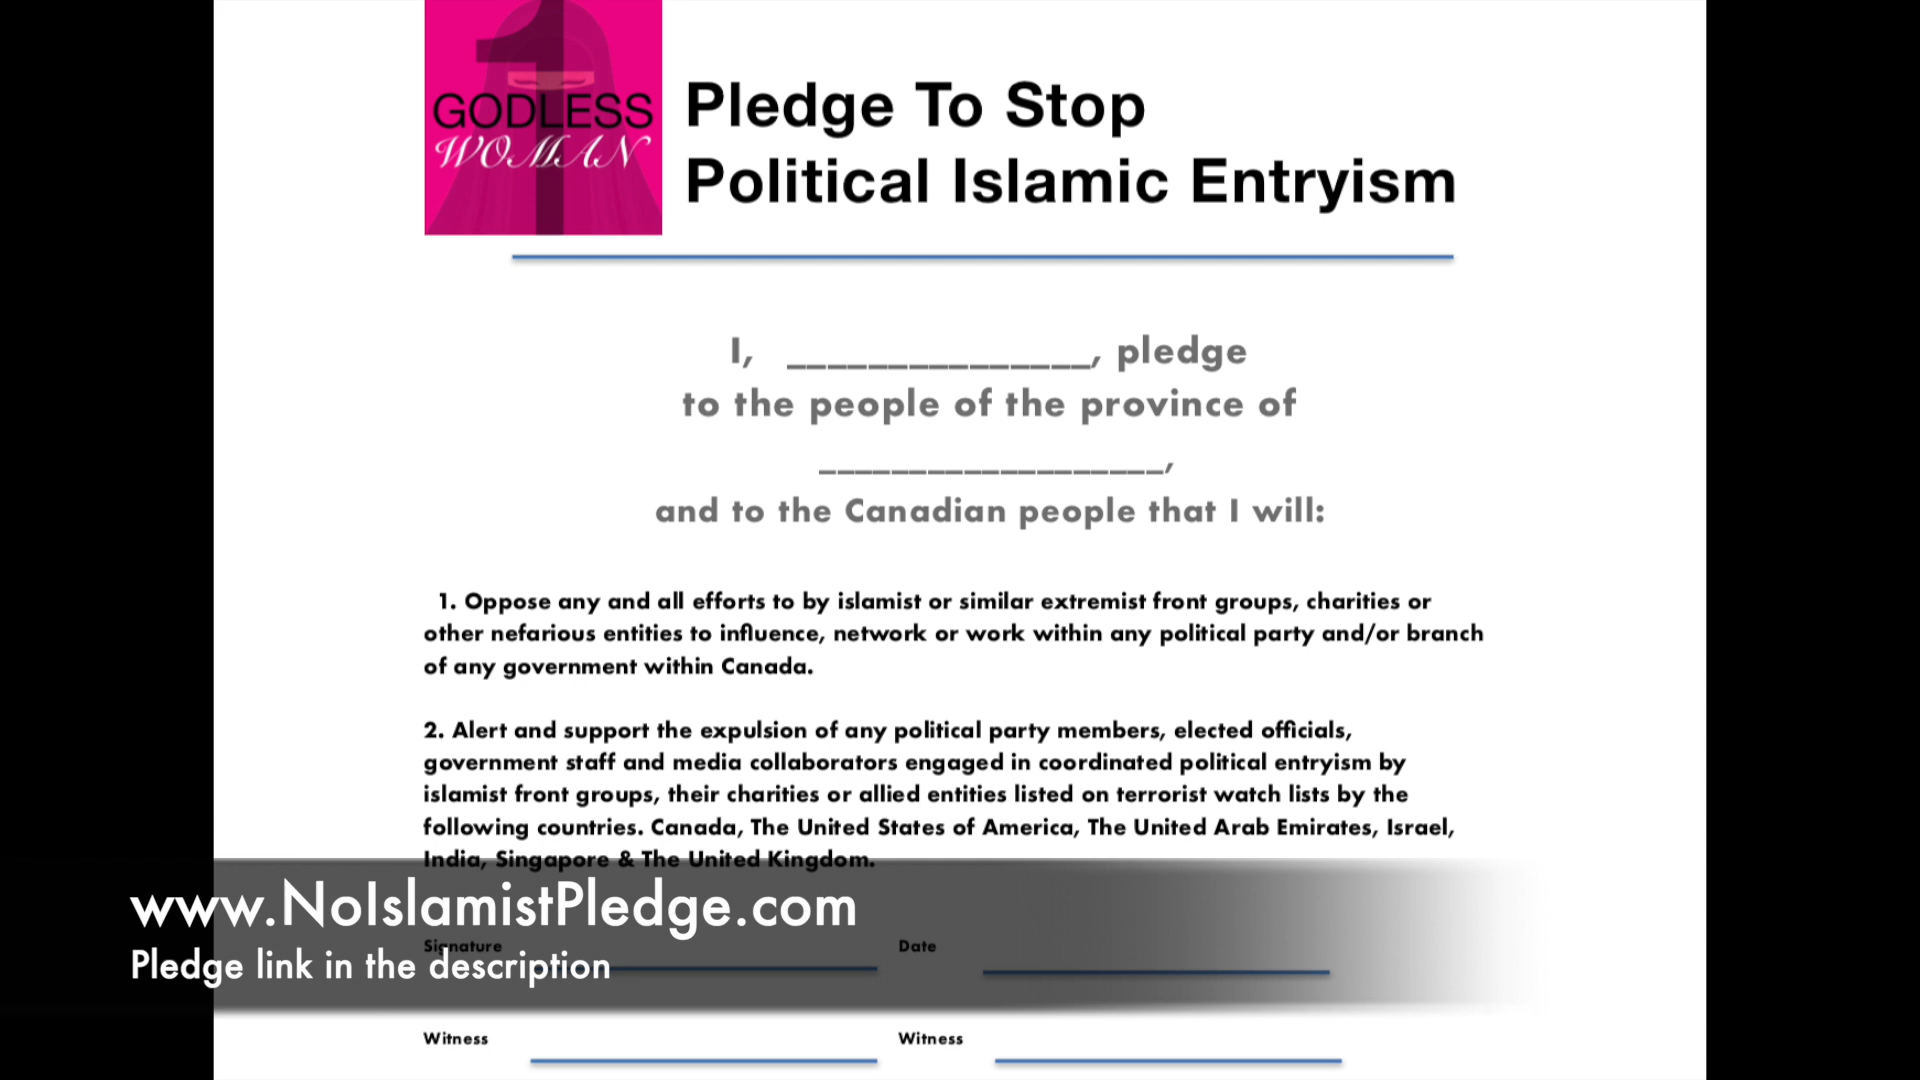 1
GODLESS
WOMAN
Pledge To Stop
Political Islamic Entryism
I, _______________, pledge
to the people of the province of
___________________,
and to the Canadian people that I will:
1. Oppose any and all efforts to by islamist or similar extremist front groups, charities or
other nefarious entities to influence, network or work within any political party and/or branch
of any government within Canada.
2. Alert and support the expulsion of any political party members, elected officials,
government staff and media collaborators engaged in coordinated political entryism by
islamist front groups, their charities or allied entities listed on terrorist watch lists by the
following countries. Canada, The United States of America, The United Arab Emirates, Israel,
India, Singapore & The United Kingdom.
www.NoIslamistPledge.com
Signature Date
Pledge link in the description
Witness Witness